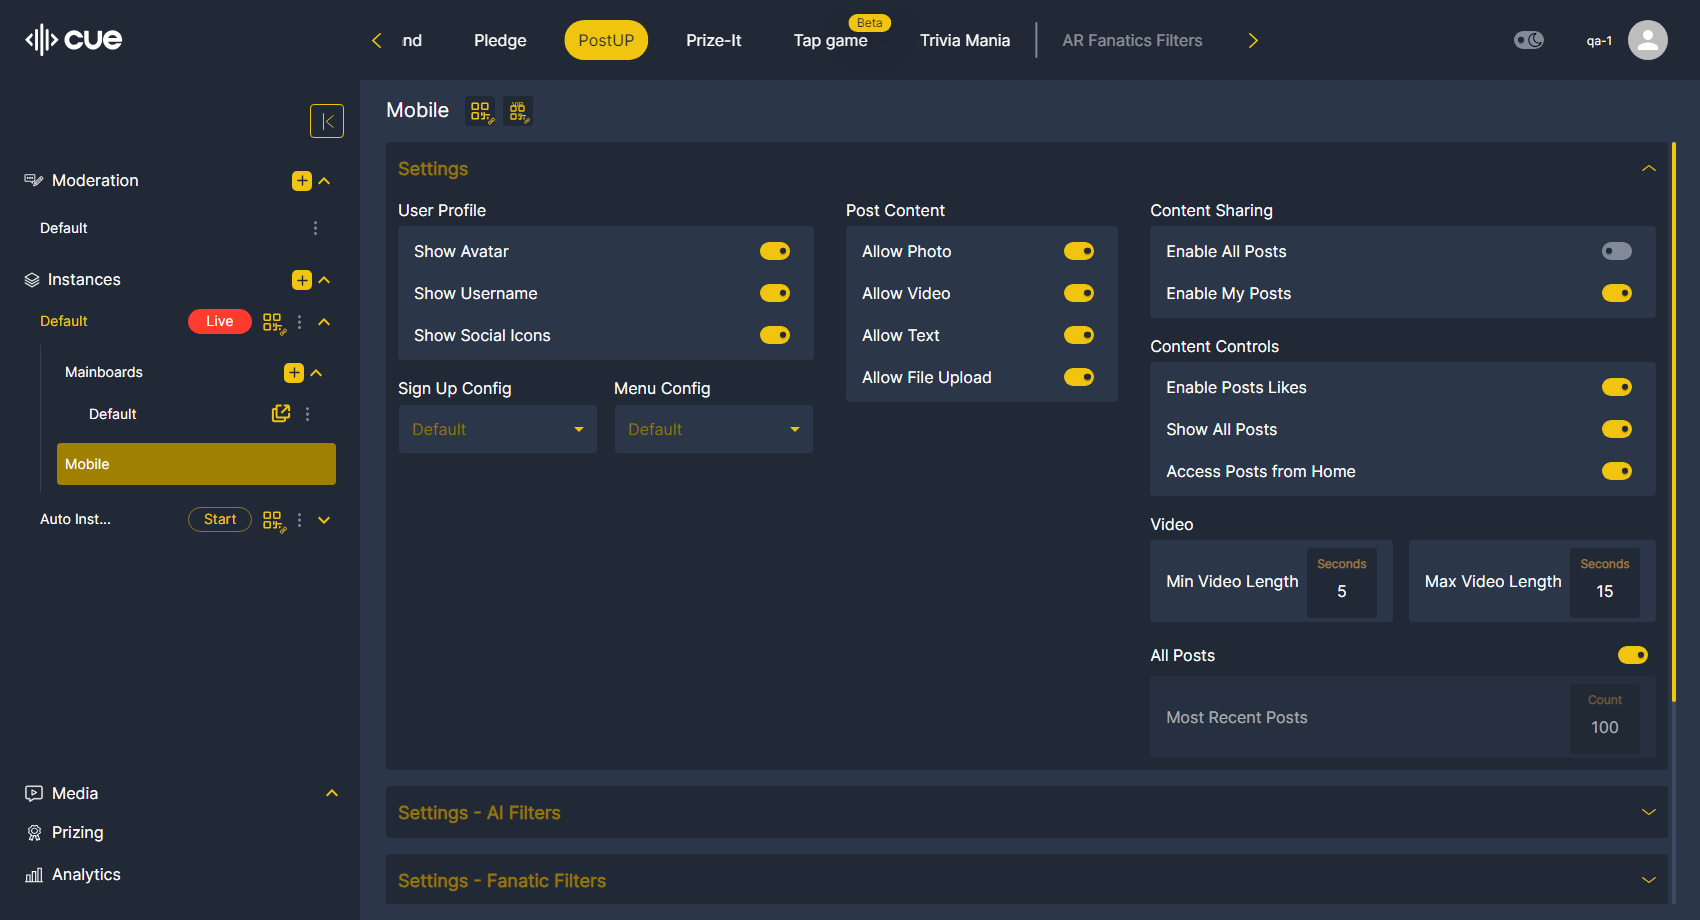 cue
nd
Pledge
PostUP
Prize-It
Beta
Tap game
Trivia Mania
AR Fanatics Filters
qa-1
Moderation
Default
Instances
Default
Live
Mainboards
Default
Mobile
Auto Inst...
Start
Media
Prizing
Analytics
Mobile
Settings
User Profile
Show Avatar
Show Username
Show Social Icons
Sign Up Config
Default
Menu Config
Default
Post Content
Allow Photo
Allow Video
Allow Text
Allow File Upload
Content Sharing
Enable All Posts
Enable My Posts
Content Controls
Enable Posts Likes
Show All Posts
Access Posts from Home
Video
Min Video Length
Seconds
5
Max Video Length
Seconds
15
All Posts
Most Recent Posts
Count
100
Settings - AI Filters
Settings - Fanatic Filters